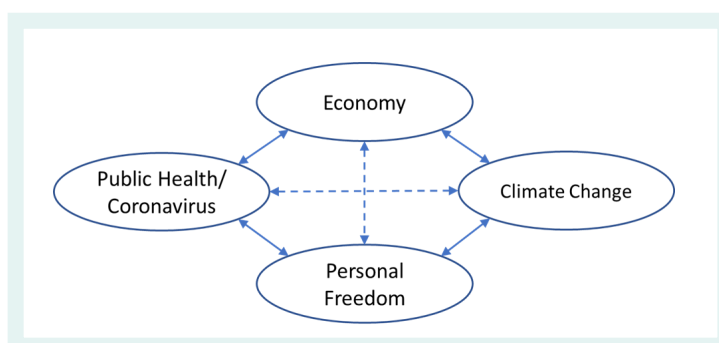 Economy
Public Health/
Coronavirus
Climate Change
Personal
Freedom